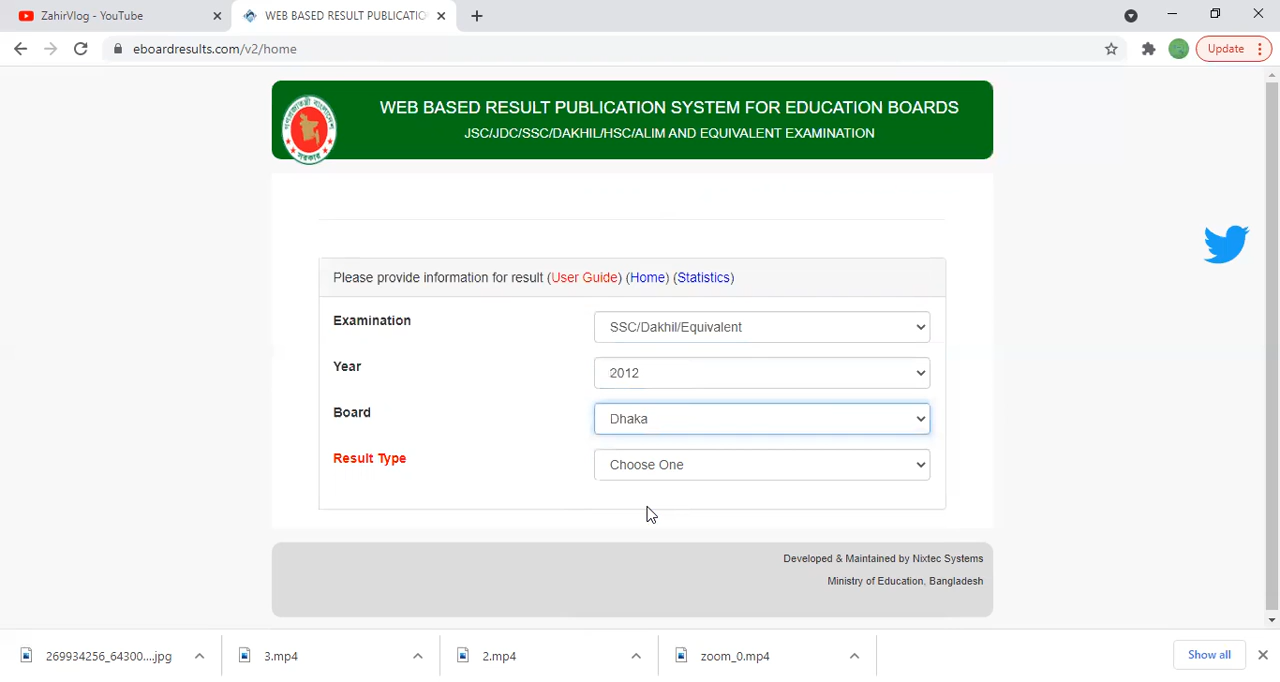 ZahirVlog - YouTube
WEB BASED RESULT PUBLICATIO
eboardresults.com/v2/home
Update
WEB BASED RESULT PUBLICATION SYSTEM FOR EDUCATION BOARDS
JSC/JDC/SSC/DAKHIL/HSC/ALIM AND EQUIVALENT EXAMINATION
Please provide information for result (User Guide) (Home) (Statistics)
Examination
SSC/Dakhil/Equivalent
Year
2012
Board
Dhaka
Result Type
Choose One
Developed & Maintained by Nixtec Systems
Ministry of Education, Bangladesh
269934256_64300....jpg
3.mp4
2.mp4
zoom_0.mp4
Show all